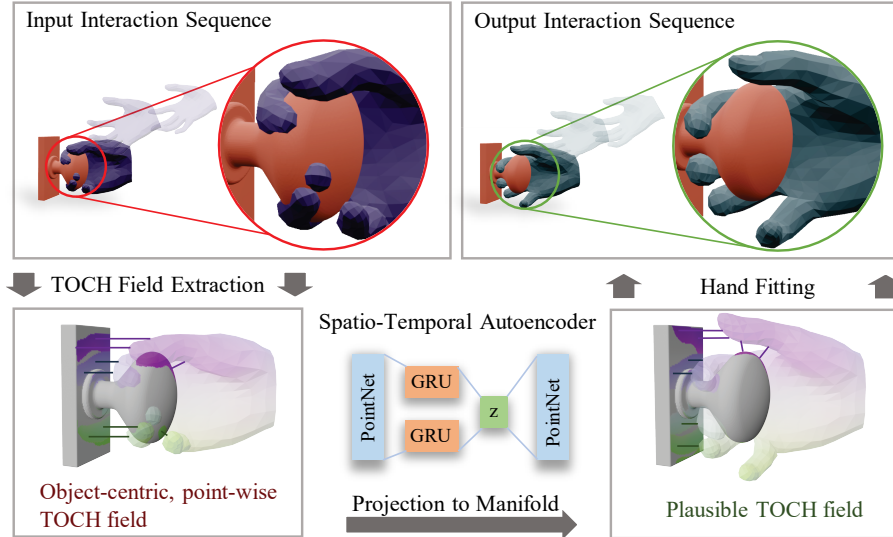 Input Interaction Sequence
Output Interaction Sequence
TOCH Field Extraction
Hand Fitting
Spatio-Temporal Autoencoder
PointNet
GRU
GRU
z
PointNet
Object-centric, point-wise
TOCH field
Projection to Manifold
Plausible TOCH field